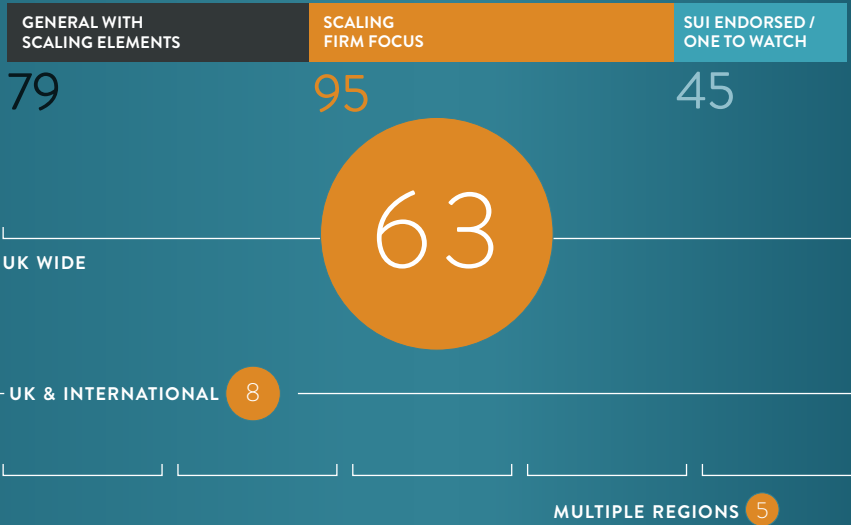 GENERAL WITH
SCALING ELEMENTS
SCALING
FIRM FOCUS
SUI ENDORSED /
ONE TO WATCH
79
95
45
63
UK WIDE
UK & INTERNATIONAL 8
MULTIPLE REGIONS 5